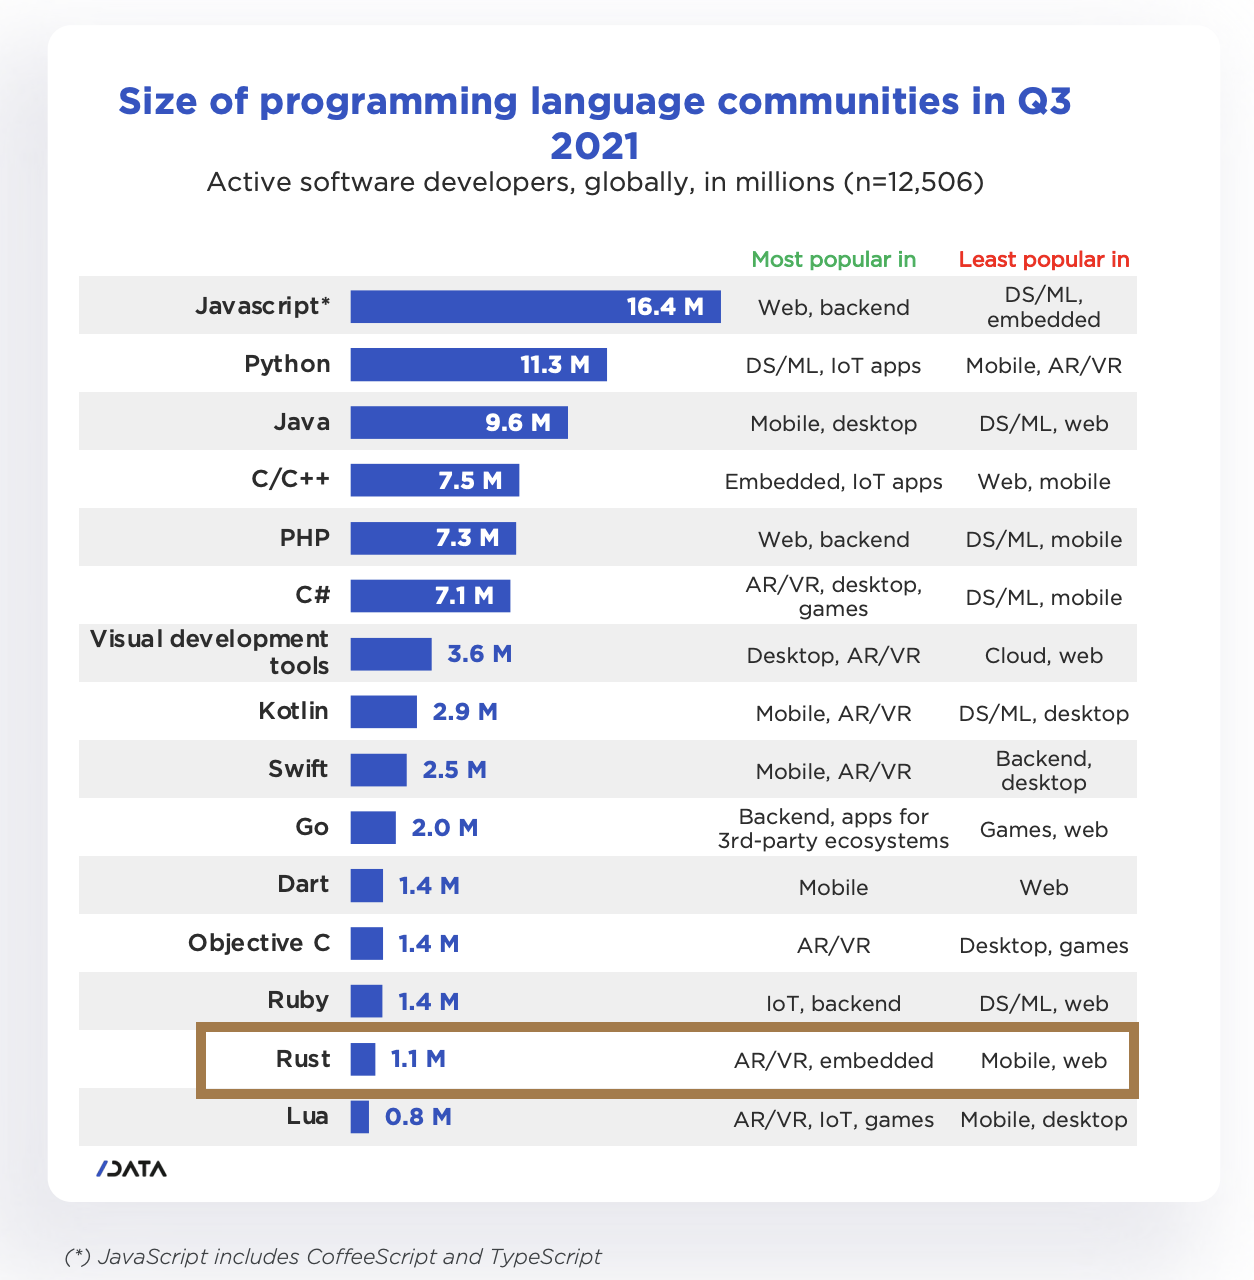 Size of programming language communities in Q3
2021
Active software developers, globally, in millions (n=12,506)
Most popular in Least popular in
Javascript* 16.4 M Web, backend DS/ML,
embedded
Python 11.3 M DS/ML, IoT apps Mobile, AR/VR
Java 9.6 M Mobile, desktop DS/ML, web
C/C++ 7.5 M Embedded, IoT apps Web, mobile
PHP 7.3 M Web, backend DS/ML, mobile
C# 7.1 M AR/VR, desktop,
games DS/ML, mobile
Visual development
tools 3.6 M Desktop, AR/VR Cloud, web
Kotlin 2.9 M Mobile, AR/VR DS/ML, desktop
Swift 2.5 M Mobile, AR/VR Backend,
desktop
Go 2.0 M Backend, apps for
3rd-party ecosystems Games, web
Dart 1.4 M Mobile Web
Objective C 1.4 M AR/VR Desktop, games
Ruby 1.4 M IoT, backend DS/ML, web
Rust 1.1 M AR/VR, embedded Mobile, web
Lua 0.8 M AR/VR, IoT, games Mobile, desktop
/DATA
(*) JavaScript includes CoffeeScript and TypeScript